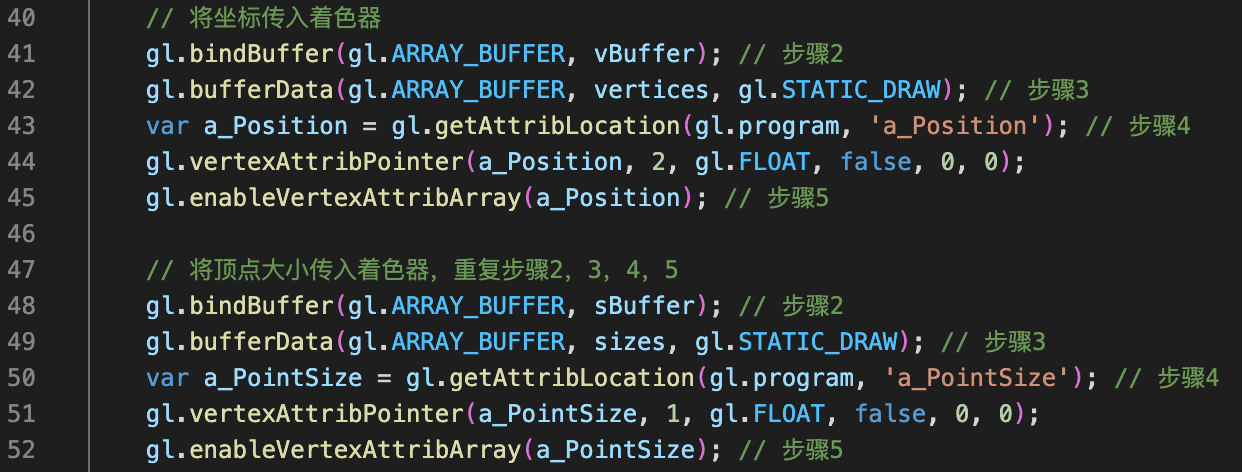 40 // 将坐标传入着色器
41 gl.bindBuffer(gl.ARRAY_BUFFER, vBuffer); // 步骤2
42 gl.bufferData(gl.ARRAY_BUFFER, vertices, gl.STATIC_DRAW); // 步骤3
43 var a_Position = gl.getAttribLocation(gl.program, 'a_Position'); // 步骤4
44 gl.vertexAttribPointer(a_Position, 2, gl.FLOAT, false, 0, 0);
45 gl.enableVertexAttribArray(a_Position); // 步骤5
46
47 // 将顶点大小传入着色器，重复步骤2，3，4，5
48 gl.bindBuffer(gl.ARRAY_BUFFER, sBuffer); // 步骤2
49 gl.bufferData(gl.ARRAY_BUFFER, sizes, gl.STATIC_DRAW); // 步骤3
50 var a_PointSize = gl.getAttribLocation(gl.program, 'a_PointSize'); // 步骤4
51 gl.vertexAttribPointer(a_PointSize, 1, gl.FLOAT, false, 0, 0);
52 gl.enableVertexAttribArray(a_PointSize); // 步骤5